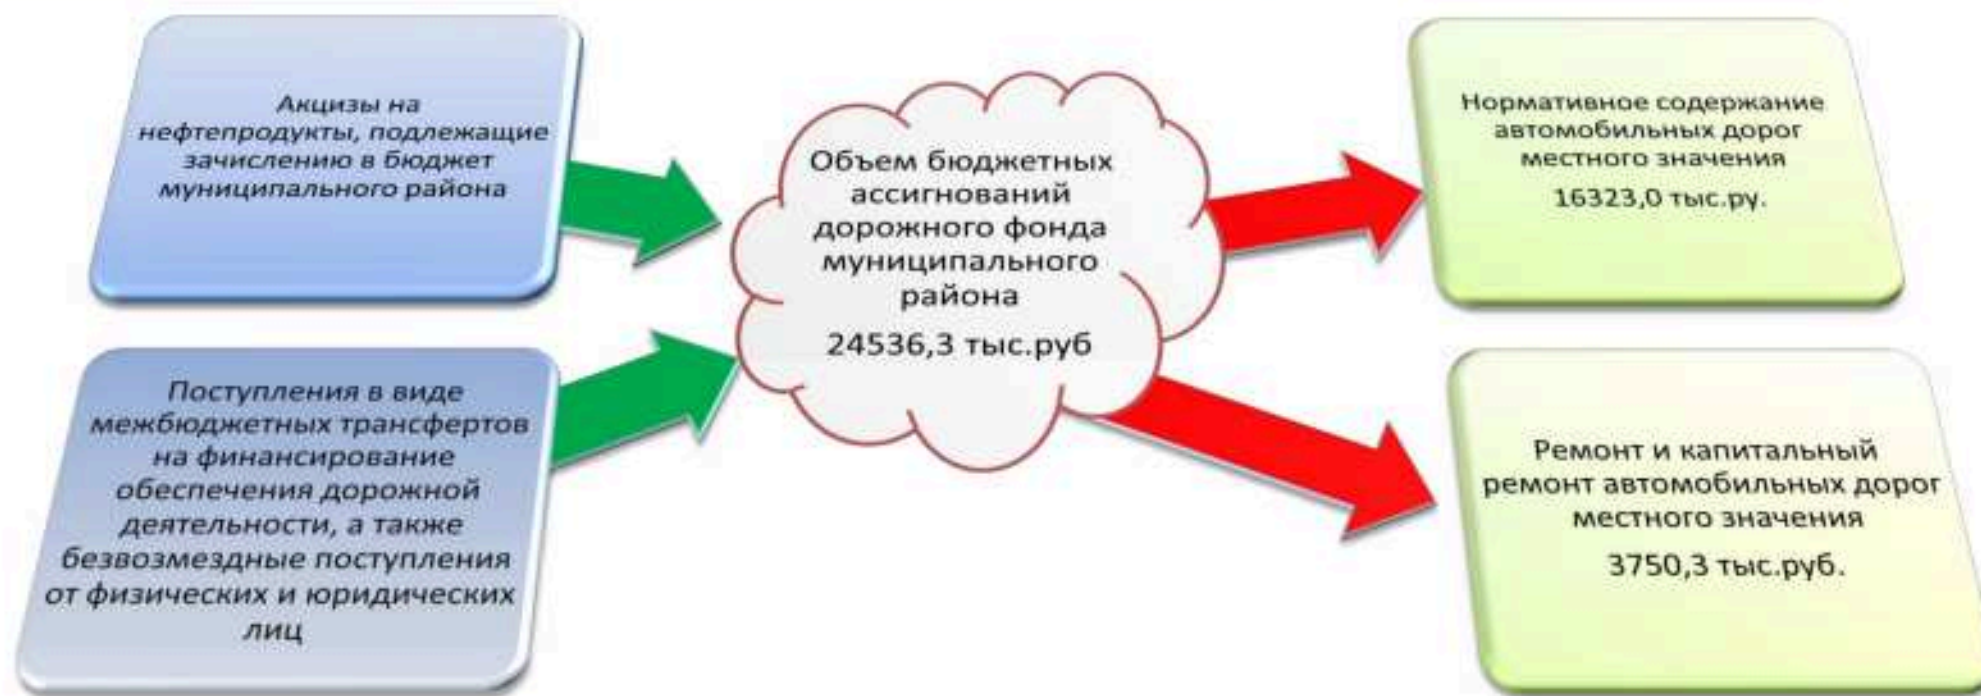 Акцизы на
нефтепродукты, подлежащие
зачислению в бюджет
муниципального района
Поступления в виде
межбюджетных трансфертов
на финансирование
обеспечения дорожной
деятельности, а также
безвозмездные поступления
от физических и юридических
лиц
Объем бюджетных
ассигнований
дорожного фонда
муниципального
района
24536,3 тыс.руб
Нормативное содержание
автомобильных дорог
местного значения
16323,0 тыс.ру.
Ремонт и капитальный
ремонт автомобильных дорог
местного значения
3750,3 тыс.руб.